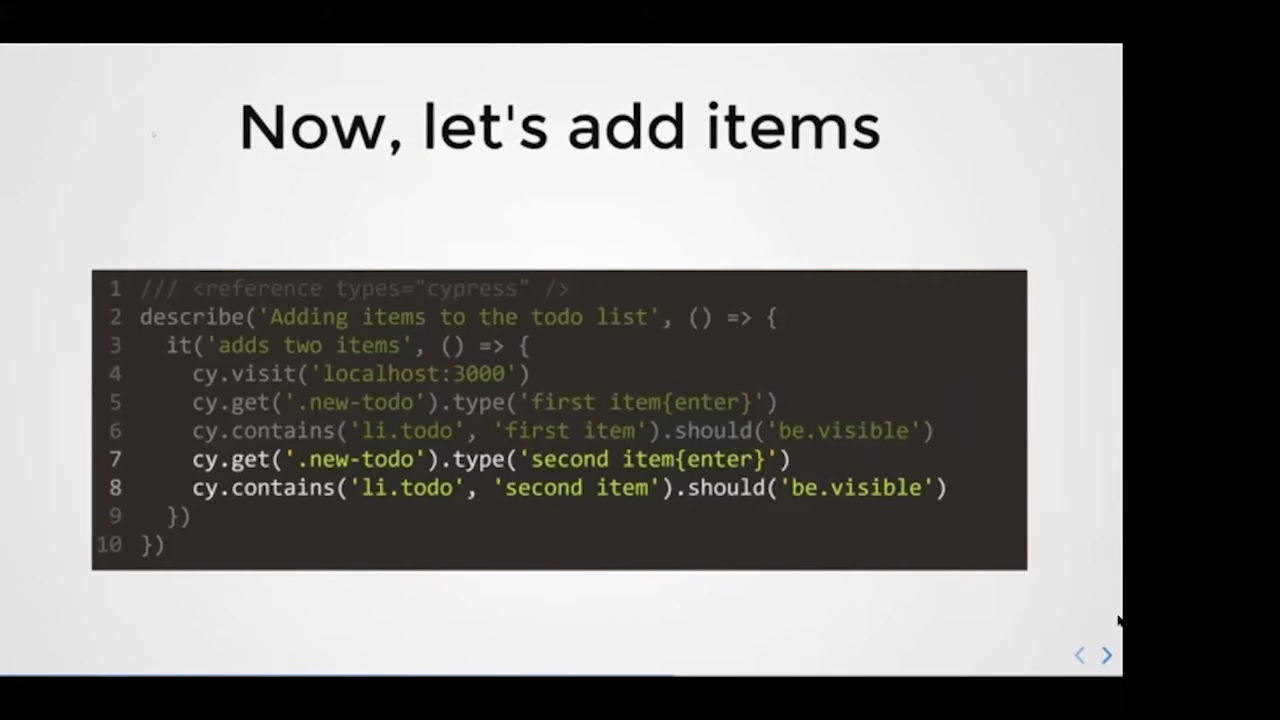 Now, let's add items
1 /// <reference types="cypress" />
2 describe('Adding items to the todo list', () => {
3   it('adds two items', () => {
4     cy.visit('localhost:3000')
5     cy.get('.new-todo').type('first item{enter}')
6     cy.contains('li.todo', 'first item').should('be.visible')
7     cy.get('.new-todo').type('second item{enter}')
8     cy.contains('li.todo', 'second item').should('be.visible')
9   })
10 })